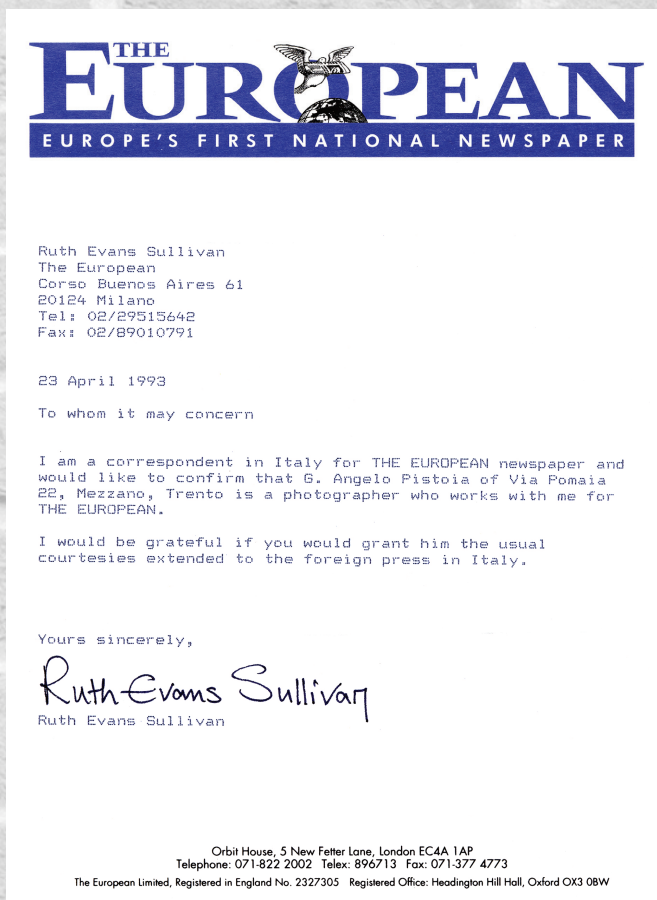 THE
EUROPEAN
EUROPE'S FIRST NATIONAL NEWSPAPER
Ruth Evans Sullivan
The European
Corso Buenos Aires 61
20124 Milano
Tel: 02/29515642
Fax: 02/89010791
23 April 1993
To whom it may concern
I am a correspondent in Italy for THE EUROPEAN newspaper and
would like to confirm that G. Angelo Pistoia of Via Pomaia
22, Mezzano, Trento is a photographer who works with me for
THE EUROPEAN.
I would be grateful if you would grant him the usual
courtesies extended to the foreign press in Italy.
Yours sincerely,
Ruth Evans Sullivan
Ruth Evans Sullivan
Orbit House, 5 New Fetter Lane, London EC4A 1AP
Telephone: 071-822 2002 Telex: 896713 Fax: 071-377 4773
The European Limited, Registered in England No. 2327305 Registered Office: Headington Hill Hall, Oxford OX3 0BW